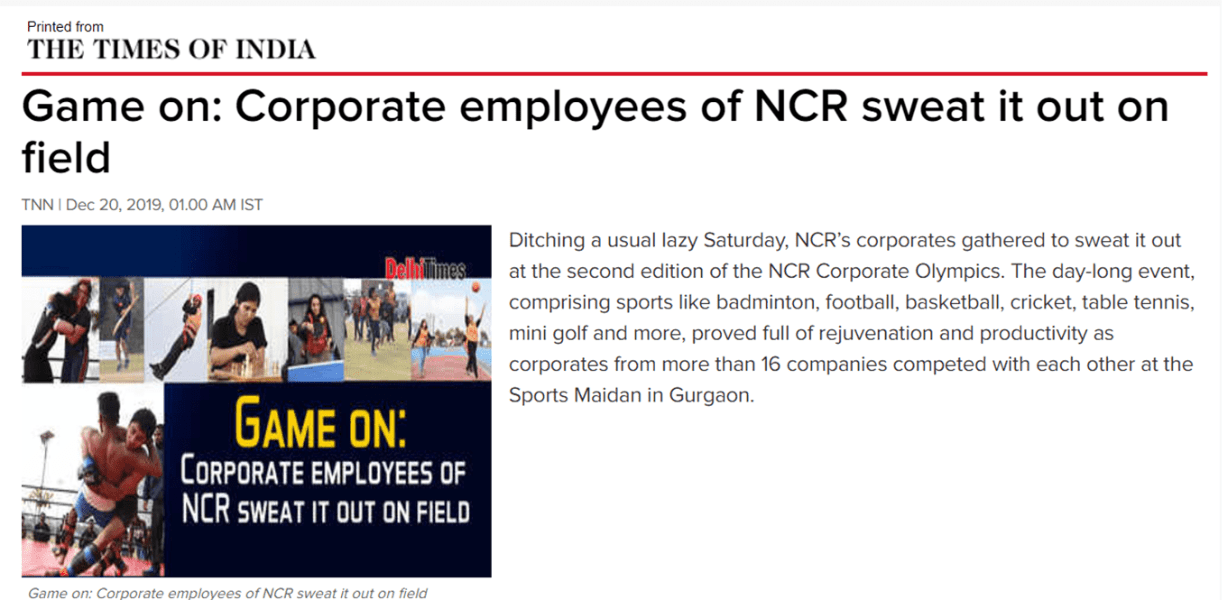 Printed from
THE TIMES OF INDIA
Game on: Corporate employees of NCR sweat it out on
field
TNN | Dec 20, 2019, 01.00 AM IST
DelhiTimes
GAME ON:
CORPORATE EMPLOYEES OF
NCR SWEAT IT OUT ON FIELD
Game on: Corporate employees of NCR sweat it out on field
Ditching a usual lazy Saturday, NCR’s corporates gathered to sweat it out
at the second edition of the NCR Corporate Olympics. The day-long event,
comprising sports like badminton, football, basketball, cricket, table tennis,
mini golf and more, proved full of rejuvenation and productivity as
corporates from more than 16 companies competed with each other at the
Sports Maidan in Gurgaon.